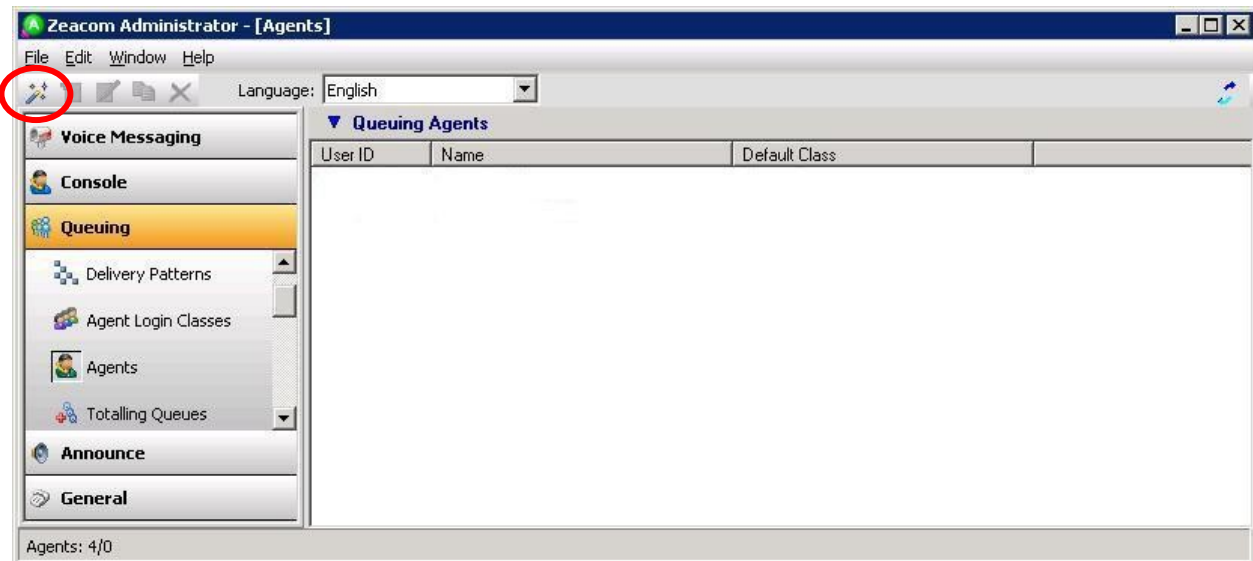 Zeacom Administrator - [Agents]
File Edit Window Help
Language: English
Voice Messaging
Console
Queuing
Delivery Patterns
Agent Login Classes
Agents
Totalling Queues
Announce
General
Queuing Agents
User ID Name Default Class
Agents: 4/0